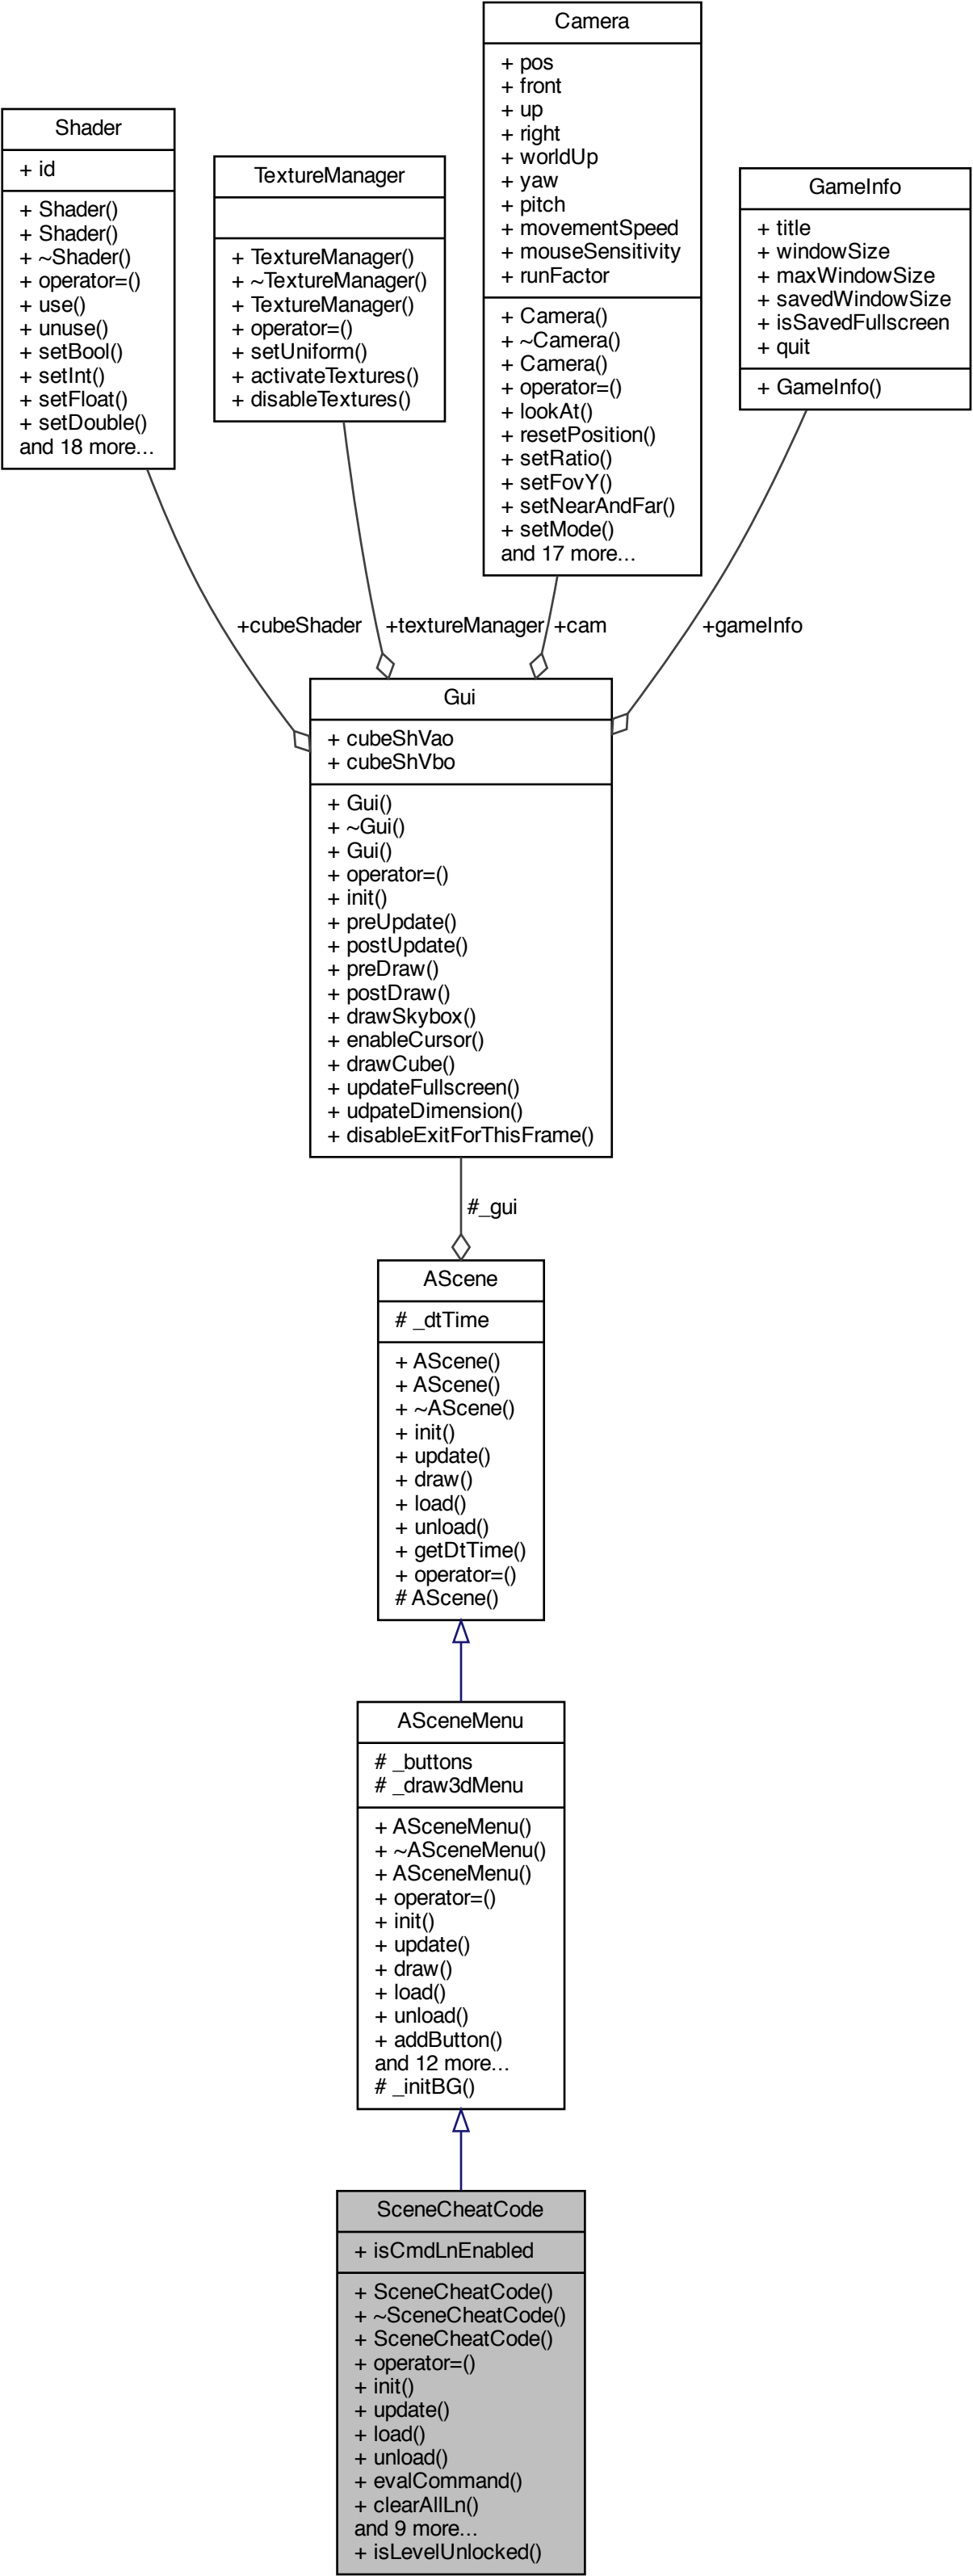 Camera
+ pos
+ front
+ up
+ right
+ worldUp
+ yaw
+ pitch
+ movementSpeed
+ mouseSensitivity
+ runFactor
+ Camera()
+ ~Camera()
+ Camera()
+ operator=()
+ lookAt()
+ resetPosition()
+ setRatio()
+ setFovY()
+ setNearAndFar()
+ setMode()
and 17 more...
Shader
+ id
+ Shader()
+ Shader()
+ ~Shader()
+ operator=()
+ use()
+ unuse()
+ setBool()
+ setInt()
+ setFloat()
+ setDouble()
and 18 more...
TextureManager
+ TextureManager()
+ ~TextureManager()
+ TextureManager()
+ operator=()
+ setUniform()
+ activateTextures()
+ disableTextures()
GameInfo
+ title
+ windowSize
+ maxWindowSize
+ savedWindowSize
+ isSavedFullscreen
+ quit
+ GameInfo()
+cubeShader
+textureManager
+cam
+gameInfo
Gui
+ cubeShVao
+ cubeShVbo
+ Gui()
+ ~Gui()
+ Gui()
+ operator=()
+ init()
+ preUpdate()
+ postUpdate()
+ preDraw()
+ postDraw()
+ drawSkybox()
+ enableCursor()
+ drawCube()
+ updateFullscreen()
+ udpateDimension()
+ disableExitForThisFrame()
#_gui
AScene
# _dtTime
+ AScene()
+ AScene()
+ ~AScene()
+ init()
+ update()
+ draw()
+ load()
+ unload()
+ getDtTime()
+ operator=()
# AScene()
ASceneMenu
# _buttons
# _draw3dMenu
+ ASceneMenu()
+ ~ASceneMenu()
+ ASceneMenu()
+ operator=()
+ init()
+ update()
+ draw()
+ load()
+ unload()
+ addButton()
and 12 more...
# _initBG()
SceneCheatCode
+ isCmdLnEnabled
+ SceneCheatCode()
+ ~SceneCheatCode()
+ SceneCheatCode()
+ operator=()
+ init()
+ update()
+ load()
+ unload()
+ evalCommand()
+ clearAllLn()
and 9 more...
+ isLevelUnlocked()